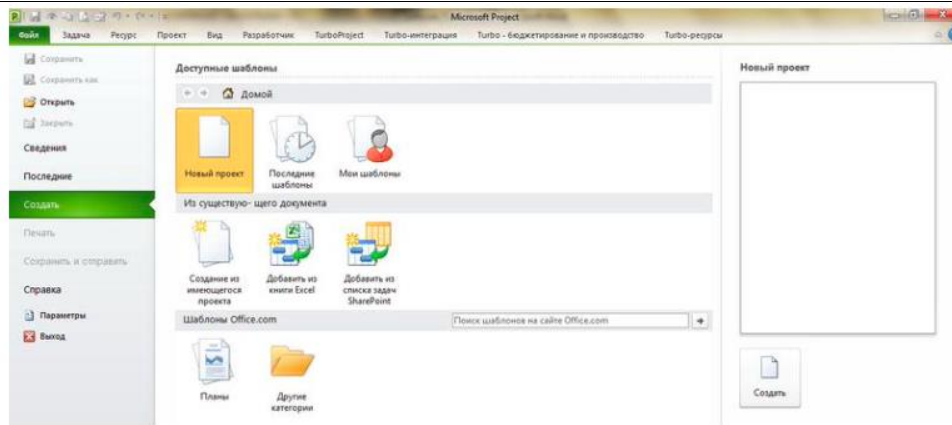 Microsoft Project
Файл Задача Ресурс Проект Вид Разработчик TurboProject Turbo-интеграция Turbo - бюджетирование и производство Turbo-ресурсы
Сохранить
Сохранить как
Открыть
Закрыть
Сведения
Последние
Создать
Печать
Сохранить и отправить
Справка
Параметры
Выход
Доступные шаблоны
Домой
Новый проект
Последние
шаблоны
Мои шаблоны
Из существую- щего документа
Создание из
имеющегося
проекта
Добавить из
книги Excel
Добавить из
списка задач
SharePoint
Шаблоны Office.com
Поиск шаблонов на сайте Office.com
Планы
Другие
категории
Новый проект
Создать